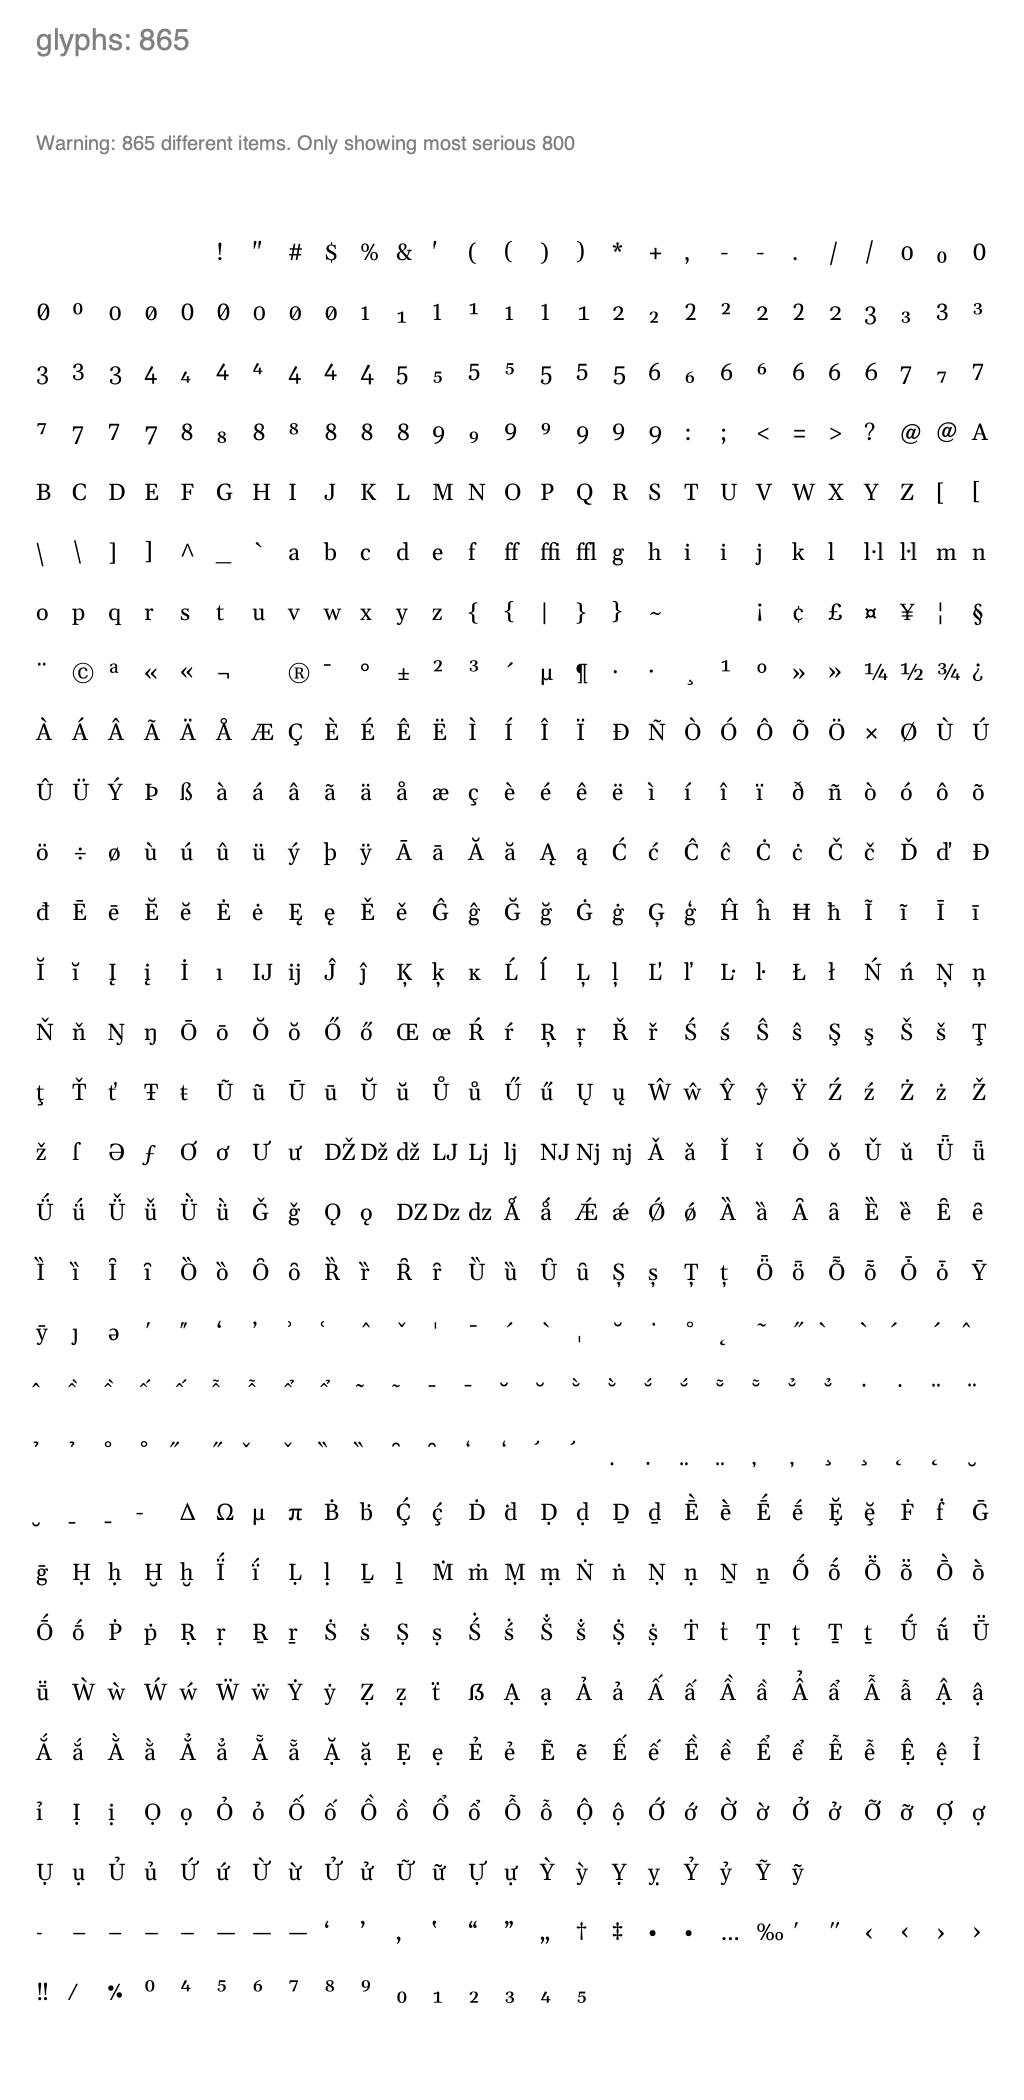 glyphs: 865
Warning: 865 different items. Only showing most serious 800
! " # $ % & ' ( ( ) ) * + , - - . / / 0 ₀ 0
0 ⁰ 0 0 0 0 0 0 0 1 ₁ 1 ¹ 1 1 1 2 ₂ 2 ² 2 2 2 3 ₃ 3 ³
3 3 3 4 ₄ 4 ⁴ 4 4 4 5 ₅ 5 ⁵ 5 5 5 6 ₆ 6 ⁶ 6 6 6 7 ₇ 7
⁷ 7 7 7 8 ₈ 8 ⁸ 8 8 8 9 ₉ 9 ⁹ 9 9 9 : ; < = > ? @ @ A
B C D E F G H I J K L M N O P Q R S T U V W X Y Z [ [
\ \ ] ] ^ _ ` a b c d e f ff ffi ffl g h i i j k l l·l l·l m n
o p q r s t u v w x y z { { | } } ~ ¡ ¢ £ ¤ ¥ ¦ §
¨ © ª « « ¬ ® ¯ ° ± ² ³ ´ µ ¶ · · ¸ ¹ º » » ¼ ½ ¾ ¿
À Á Â Ã Ä Å Æ Ç È É Ê Ë Ì Í Î Ï Ð Ñ Ò Ó Ô Õ Ö × Ø Ù Ú
Û Ü Ý Þ ß à á â ã ä å æ ç è é ê ë ì í î ï ð ñ ò ó ô õ
ö ÷ ø ù ú û ü ý þ ÿ Ā ā Ă ă Ą ą Ć ć Ĉ ĉ Ċ ċ Č č Ď ď Đ
đ Ē ē Ĕ ĕ Ė ė Ę ę Ě ě Ĝ ĝ Ğ ğ Ġ ġ Ģ ģ Ĥ ĥ Ħ ħ Ĩ ĩ Ī ī
Ĭ ĭ Į į İ ı Ĳ ĳ Ĵ ĵ Ķ ķ ĸ Ĺ ĺ Ļ ļ Ľ ľ Ŀ ŀ Ł ł Ń ń Ņ ņ
Ň ň Ŋ ŋ Ō ō Ŏ ŏ Ő ő Œ œ Ŕ ŕ Ŗ ŗ Ř ř Ś ś Ŝ ŝ Ş ş Š š Ţ
ţ Ť ť Ŧ ŧ Ũ ũ Ū ū Ŭ ŭ Ů ů Ű ű Ų ų Ŵ ŵ Ŷ ŷ Ÿ Ź ź Ż ż Ž
ž ſ Ə ƒ Ơ ơ Ư ư Ǆ ǅ ǆ Ǉ ǈ ǉ Ǌ ǋ ǌ Ǎ ǎ Ǐ ǐ Ǒ ǒ Ǔ ǔ Ǖ ǖ
Ǘ ǘ Ǚ ǚ Ǜ ǜ Ǧ ǧ Ǫ ǫ Ǳ ǲ ǳ Ǻ ǻ Ǽ ǽ Ǿ ǿ Ȁ ȁ Ȃ ȃ Ȅ ȅ Ȇ ȇ
Ȉ ȉ Ȋ ȋ Ȍ ȍ Ȏ ȏ Ȑ ȑ Ȓ ȓ Ȕ ȕ Ȗ ȗ Ș ș Ț ț Ȫ ȫ Ȭ ȭ Ȱ ȱ Ȳ
ȳ ȷ ə ʹ ʺ ʻ ʼ ʾ ʿ ˆ ˇ ˈ ˉ ˊ ˋ ˌ ˘ ˙ ˚ ˛ ˜ ˝
Δ Ω μ π Ḃ ḃ Ḉ ḉ Ḋ ḋ Ḍ ḍ Ḏ ḏ Ḕ ḕ Ḗ ḗ Ḝ ḝ Ḟ ḟ Ḡ
ḡ Ḥ ḥ Ḫ ḫ Ḯ ḯ Ḷ ḷ Ḻ ḻ Ṁ ṁ Ṃ ṃ Ṅ ṅ Ṇ ṇ Ṉ ṉ Ṍ ṍ Ṏ ṏ Ṑ ṑ
Ṓ ṓ Ṗ ṗ Ṛ ṛ Ṟ ṟ Ṡ ṡ Ṣ ṣ Ṥ ṥ Ṧ ṧ Ṩ ṩ Ṫ ṫ Ṭ ṭ Ṯ ṯ Ṹ ṹ Ṻ
ṻ Ẁ ẁ Ẃ ẃ Ẅ ẅ Ẏ ẏ Ẓ ẓ ẗ ẞ Ạ ạ Ả ả Ấ ấ Ầ ầ Ẩ ẩ Ẫ ẫ Ậ ậ
Ắ ắ Ằ ằ Ẳ ẳ Ẵ ẵ Ặ ặ Ẹ ẹ Ẻ ẻ Ẽ ẽ Ế ế Ề ề Ể ể Ễ ễ Ệ ệ Ỉ
ỉ Ị ị Ọ ọ Ỏ ỏ Ố ố Ồ ồ Ổ ổ Ỗ ỗ Ộ ộ Ớ ớ Ờ ờ Ở ở Ỡ ỡ Ợ ợ
Ụ ụ Ủ ủ Ứ ứ Ừ ừ Ử ử Ữ ữ Ự ự Ỳ ỳ Ỵ ỵ Ỷ ỷ Ỹ ỹ
‐ – – – – — — — ‘ ’ ‚ ‛ “ ” „ † ‡ • • … ‰ ′ ″ ‹ ‹ › ›
‼ ⁄ % ⁰ ⁴ ⁵ ⁶ ⁷ ⁸ ⁹ ₀ ₁ ₂ ₃ ₄ ₅